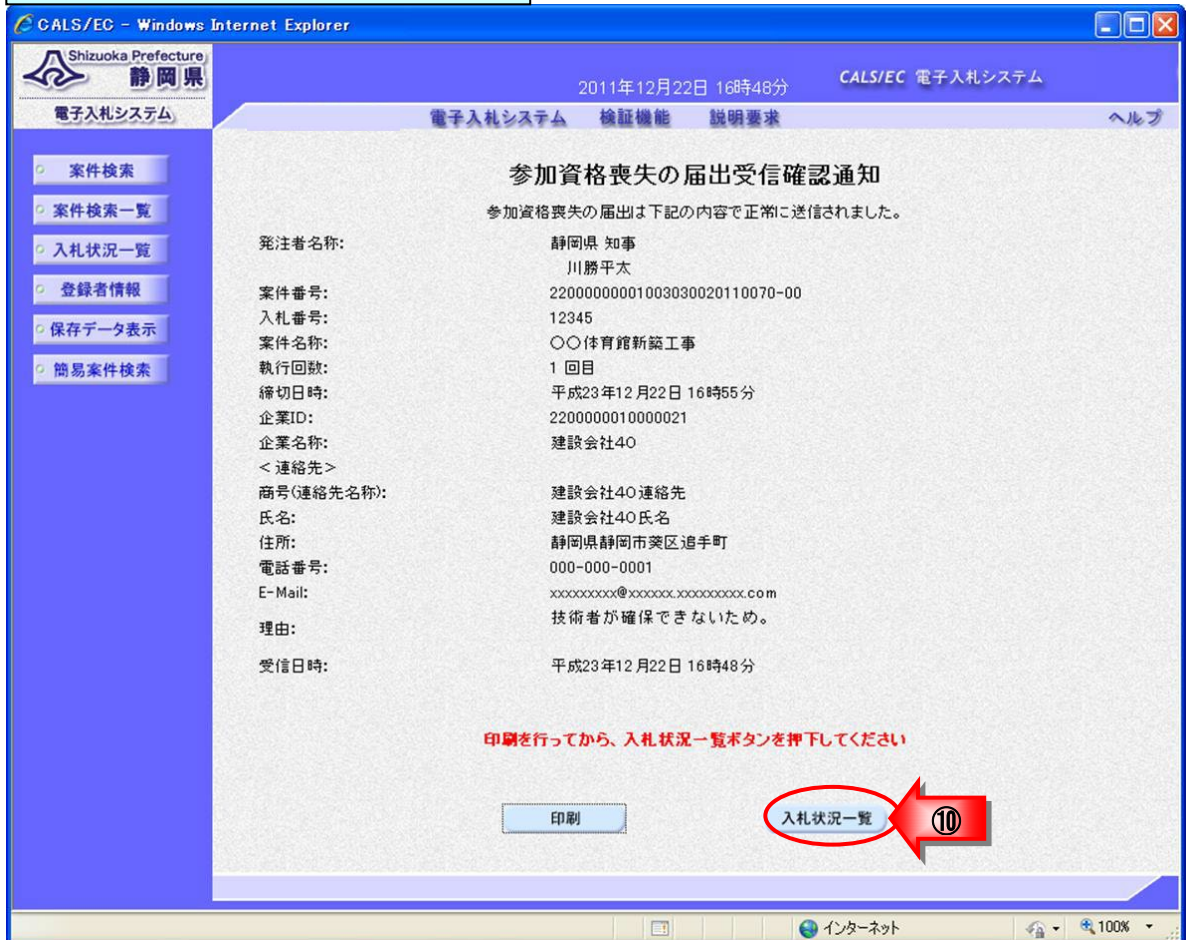 CALS/EC - Windows Internet Explorer
Shizuoka Prefecture
静岡県
電子入札システム
2011年12月22日 16時48分
CALS/EC 電子入札システム
電子入札システム 検証機能 説明要求 ヘルプ
案件検索
案件検索一覧
入札状況一覧
登録者情報
保存データ表示
簡易案件検索
参加資格喪失の届出受信確認通知
参加資格喪失の届出は下記の内容で正常に送信されました。
発注者名称: 静岡県 知事
川勝平太
案件番号: 22000000001003030020110070-00
入札番号: 12345
案件名称: 〇〇体育館新築工事
執行回数: 1 回目
締切日時: 平成23年12月22日 16時55分
企業ID: 2200000010000021
企業名称: 建設会社40
<連絡先>
商号(連絡先名称): 建設会社40連絡先
氏名: 建設会社40氏名
住所: 静岡県静岡市葵区追手町
電話番号: 000-000-0001
E-Mail: xxxxxxxxx@xxxxxx.xxxxxxxxx.com
理由: 技術者が確保できないため。
受信日時: 平成23年12月22日 16時48分
印刷を行ってから、入札状況一覧ボタンを押下してください
印刷 入札状況一覧 ⑩
インターネット 100%